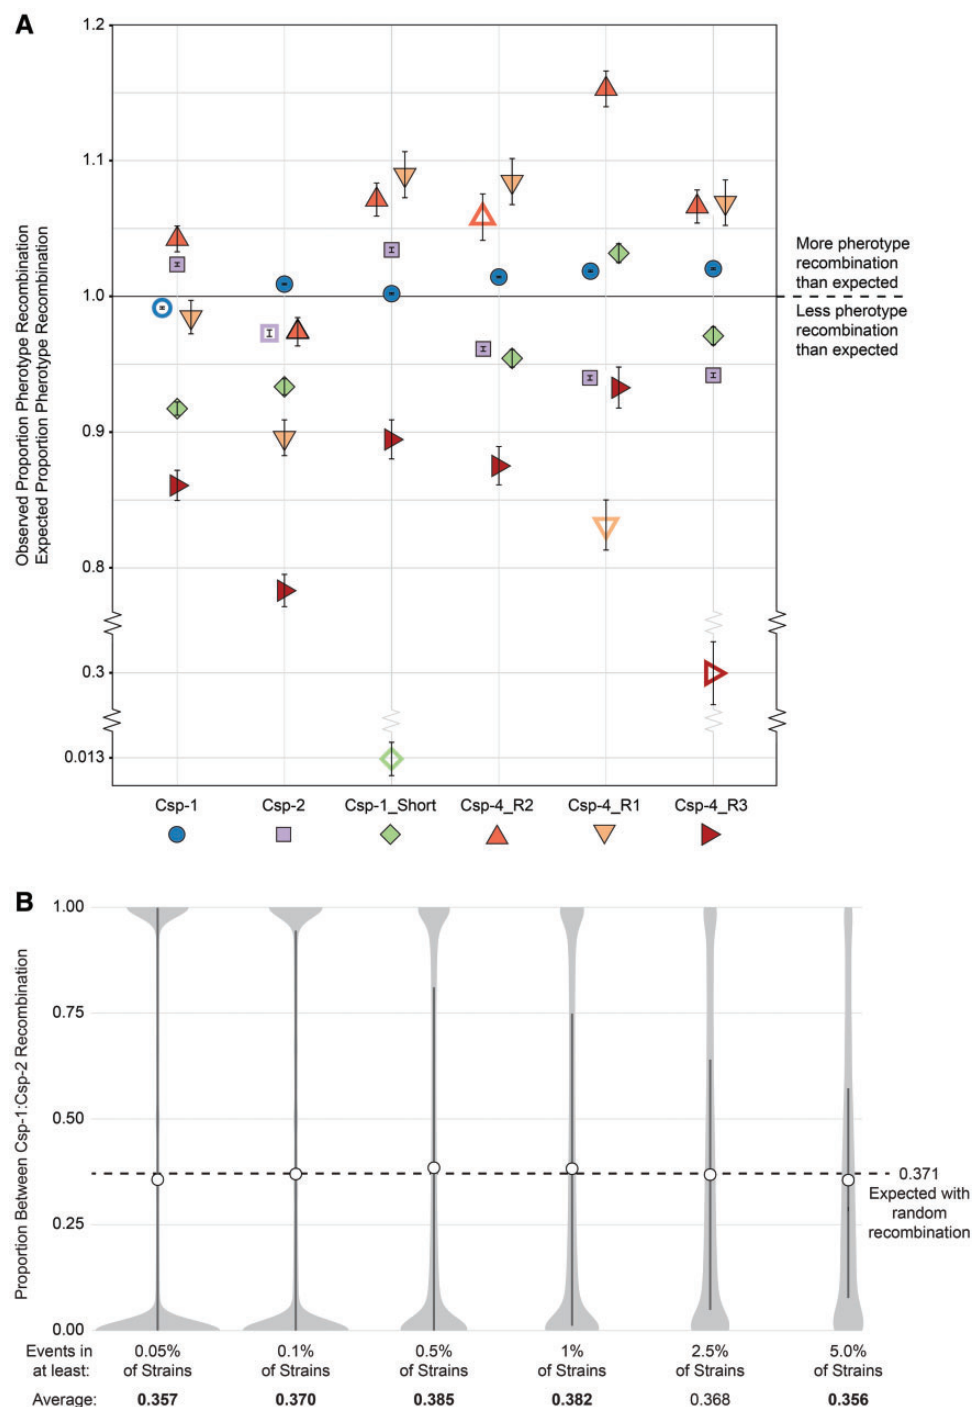 A
1.2
1.1
1.0
0.9
0.8
0.3
0.013
Observed Proportion Pherotype Recombination
Expected Proportion Pherotype Recombination
More pherotype
recombination
than expected
Less pherotype
recombination
than expected
Csp-1 Csp-2 Csp-1_Short Csp-4_R2 Csp-4_R1 Csp-4_R3
B
1.00
0.75
0.50
0.25
0.00
Proportion Between Csp-1:Csp-2 Recombination
0.371
Expected with
random
recombination
Events in 0.05% 0.1% 0.5% 1% 2.5% 5.0%
at least: of Strains of Strains of Strains of Strains of Strains of Strains
Average: 0.357 0.370 0.385 0.382 0.368 0.356